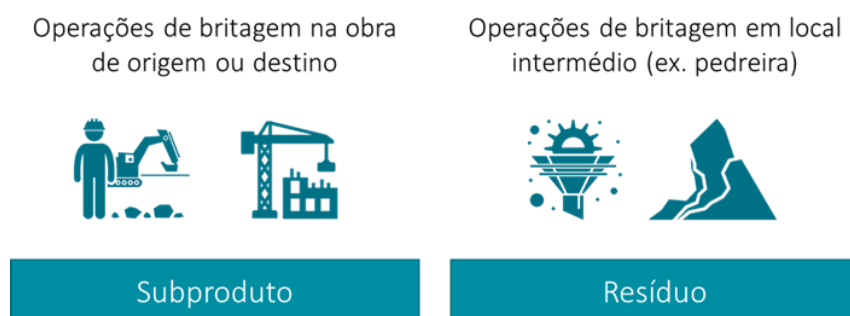 Operações de britagem na obra
de origem ou destino
Operações de britagem em local
intermédio (ex. pedreira)
Subproduto
Resíduo